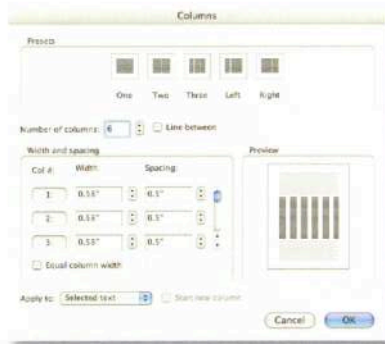 Columns
Presets
One Two Three Left Right
Number of columns: 6 Line between
Width and spacing
Preview
Col #: Width: Spacing:
1: 0.58" 0.5"
2: 0.58" 0.5"
3: 0.58" 0.5"
Equal column width
Apply to: Selected text Start new column
Cancel OK